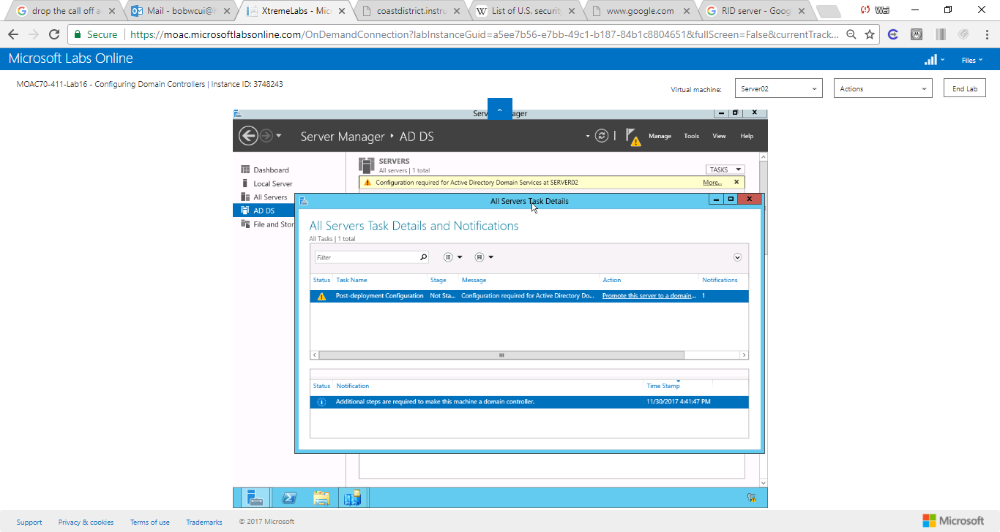 drop the call off a
Mail - bobwcui@h
XtremeLabs - Mic
coastdistrict.instru
List of U.S. securit
www.google.com
RID server - Goog
Wei
Secure | https://moac.microsoftlabsonline.com/OnDemandConnection?labInstanceGuid=a5ee7b56-e7bb-49c1-b187-84b1c8804651&fullScreen=False&currentTrack...
Microsoft Labs Online
Files
MOAC70-411-Lab16 - Configuring Domain Controllers | Instance ID: 3748243
Virtual machine:
Server02
Actions
End Lab
Serv ager
Server Manager • AD DS
Manage Tools View Help
Dashboard
Local Server
All Servers
AD DS
File and Stor
SERVERS
All servers | 1 total
TASKS
Configuration required for Active Directory Domain Services at SERVER02
More...
All Servers Task Details
All Servers Task Details and Notifications
All Tasks | 1 total
Filter
Status Task Name Stage Message Action Notifications
Post-deployment Configuration Not Sta... Configuration required for Active Directory Do... Promote this server to a domain... 1
Status Notification Time Stamp
Additional steps are required to make this machine a domain controller. 11/30/2017 4:41:47 PM
Support Privacy & cookies Terms of use Trademarks © 2017 Microsoft
Microsoft